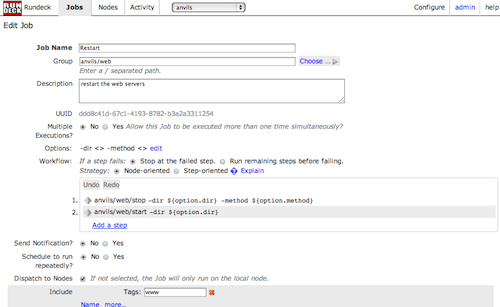 RUN DECK Rundeck Jobs Nodes Activity anvils Configure admin help
Edit Job
Job Name Restart
Group anvils/web Choose ...
Enter a / separated path.
Description restart the web servers
UUID ddd8c41d-67c1-4193-8782-b3a2a3311254
Multiple Executions? No Yes Allow this Job to be executed more than one time simultaneously?
Options: -dir <> -method <> edit
Workflow: If a step fails: Stop at the failed step. Run remaining steps before failing.
Strategy: Node-oriented Step-oriented ? Explain
Undo Redo
1. anvils/web/stop -dir ${option.dir} -method ${option.method}
2. anvils/web/start -dir ${option.dir}
Add a step
Send Notification? No Yes
Schedule to run repeatedly? No Yes
Dispatch to Nodes If not selected, the Job will only run on the local node.
Include Tags: www
Name more...